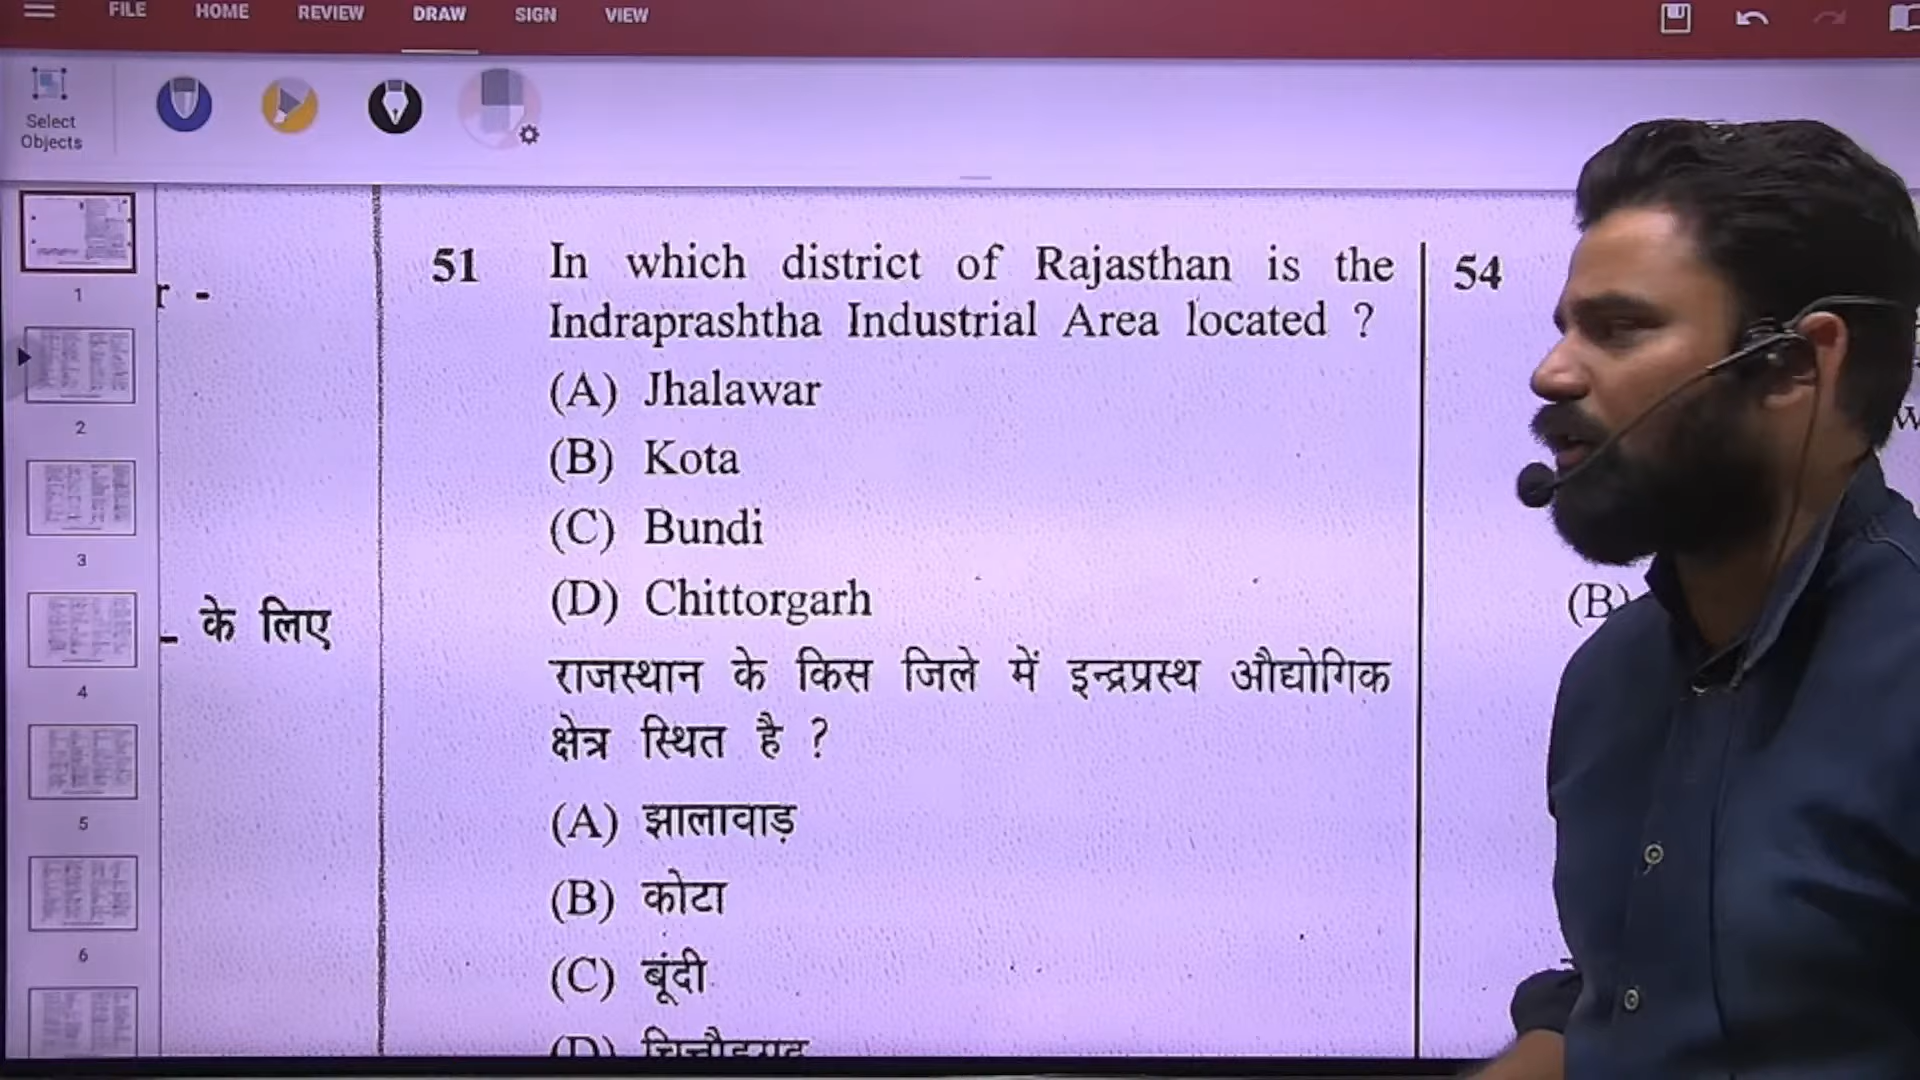 FILE HOME REVIEW DRAW SIGN VIEW
Select
Objects
1
2
3
4
5
6
r -
_ के लिए
51 In which district of Rajasthan is the
Indraprashtha Industrial Area located ?
(A) Jhalawar
(B) Kota
(C) Bundi
(D) Chittorgarh
राजस्थान के किस जिले में इन्द्रप्रस्थ औद्योगिक
क्षेत्र स्थित है ?
(A) झालावाड़
(B) कोटा
(C) बूंदी
(D) चित्तौड़गढ़
54
(B)